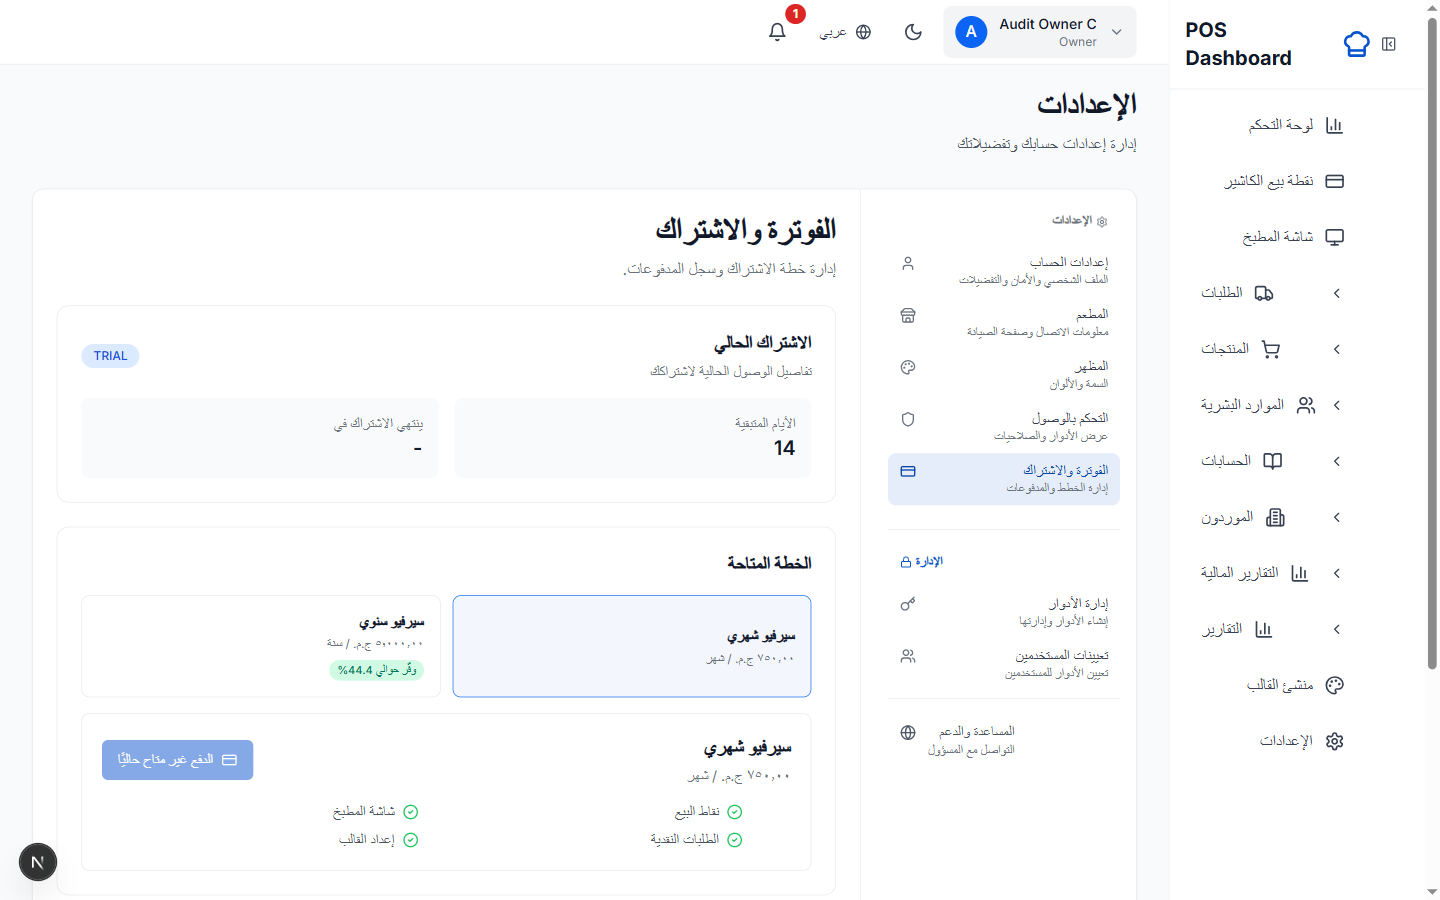 POS
Dashboard
لوحة التحكم
نقطة بيع الكاشير
شاشة المطبخ
الطلبات
المنتجات
الموارد البشرية
الحسابات
الموردون
التقارير المالية
التقارير
منشئ القالب
الإعدادات
Audit Owner C
Owner
A
عربي
1
الإعدادات
إدارة إعدادات حسابك وتفضيلاتك
الإعدادات
إعدادات الحساب
الملف الشخصي والأمان والتفضيلات
المطعم
معلومات الاتصال وصفحة الصيانة
المظهر
السمة والألوان
التحكم بالوصول
عرض الأدوار والصلاحيات
الفوترة والاشتراك
إدارة الخطط والمدفوعات
الإدارة
إدارة الأدوار
إنشاء الأدوار وإدارتها
تعيينات المستخدمين
تعيين الأدوار للمستخدمين
المساعدة والدعم
التواصل مع المسؤول
الفوترة والاشتراك
إدارة خطة الاشتراك وسجل المدفوعات.
الاشتراك الحالي
تفاصيل الوصول الحالية لاشتراكك
TRIAL
الأيام المتبقية
14
ينتهي الاشتراك في
-
الخطة المتاحة
سيرفيو شهري
٧٥٠٫٠٠ ج.م. / شهر
سيرفيو سنوي
٥٬٠٠٠٫٠٠ ج.م. / سنة
وفّر حوالي 44.4%
سيرفيو شهري
٧٥٠٫٠٠ ج.م. / شهر
الدفع غير متاح حاليًا
نقاط البيع
شاشة المطبخ
الطلبات النقدية
إعداد القالب
N